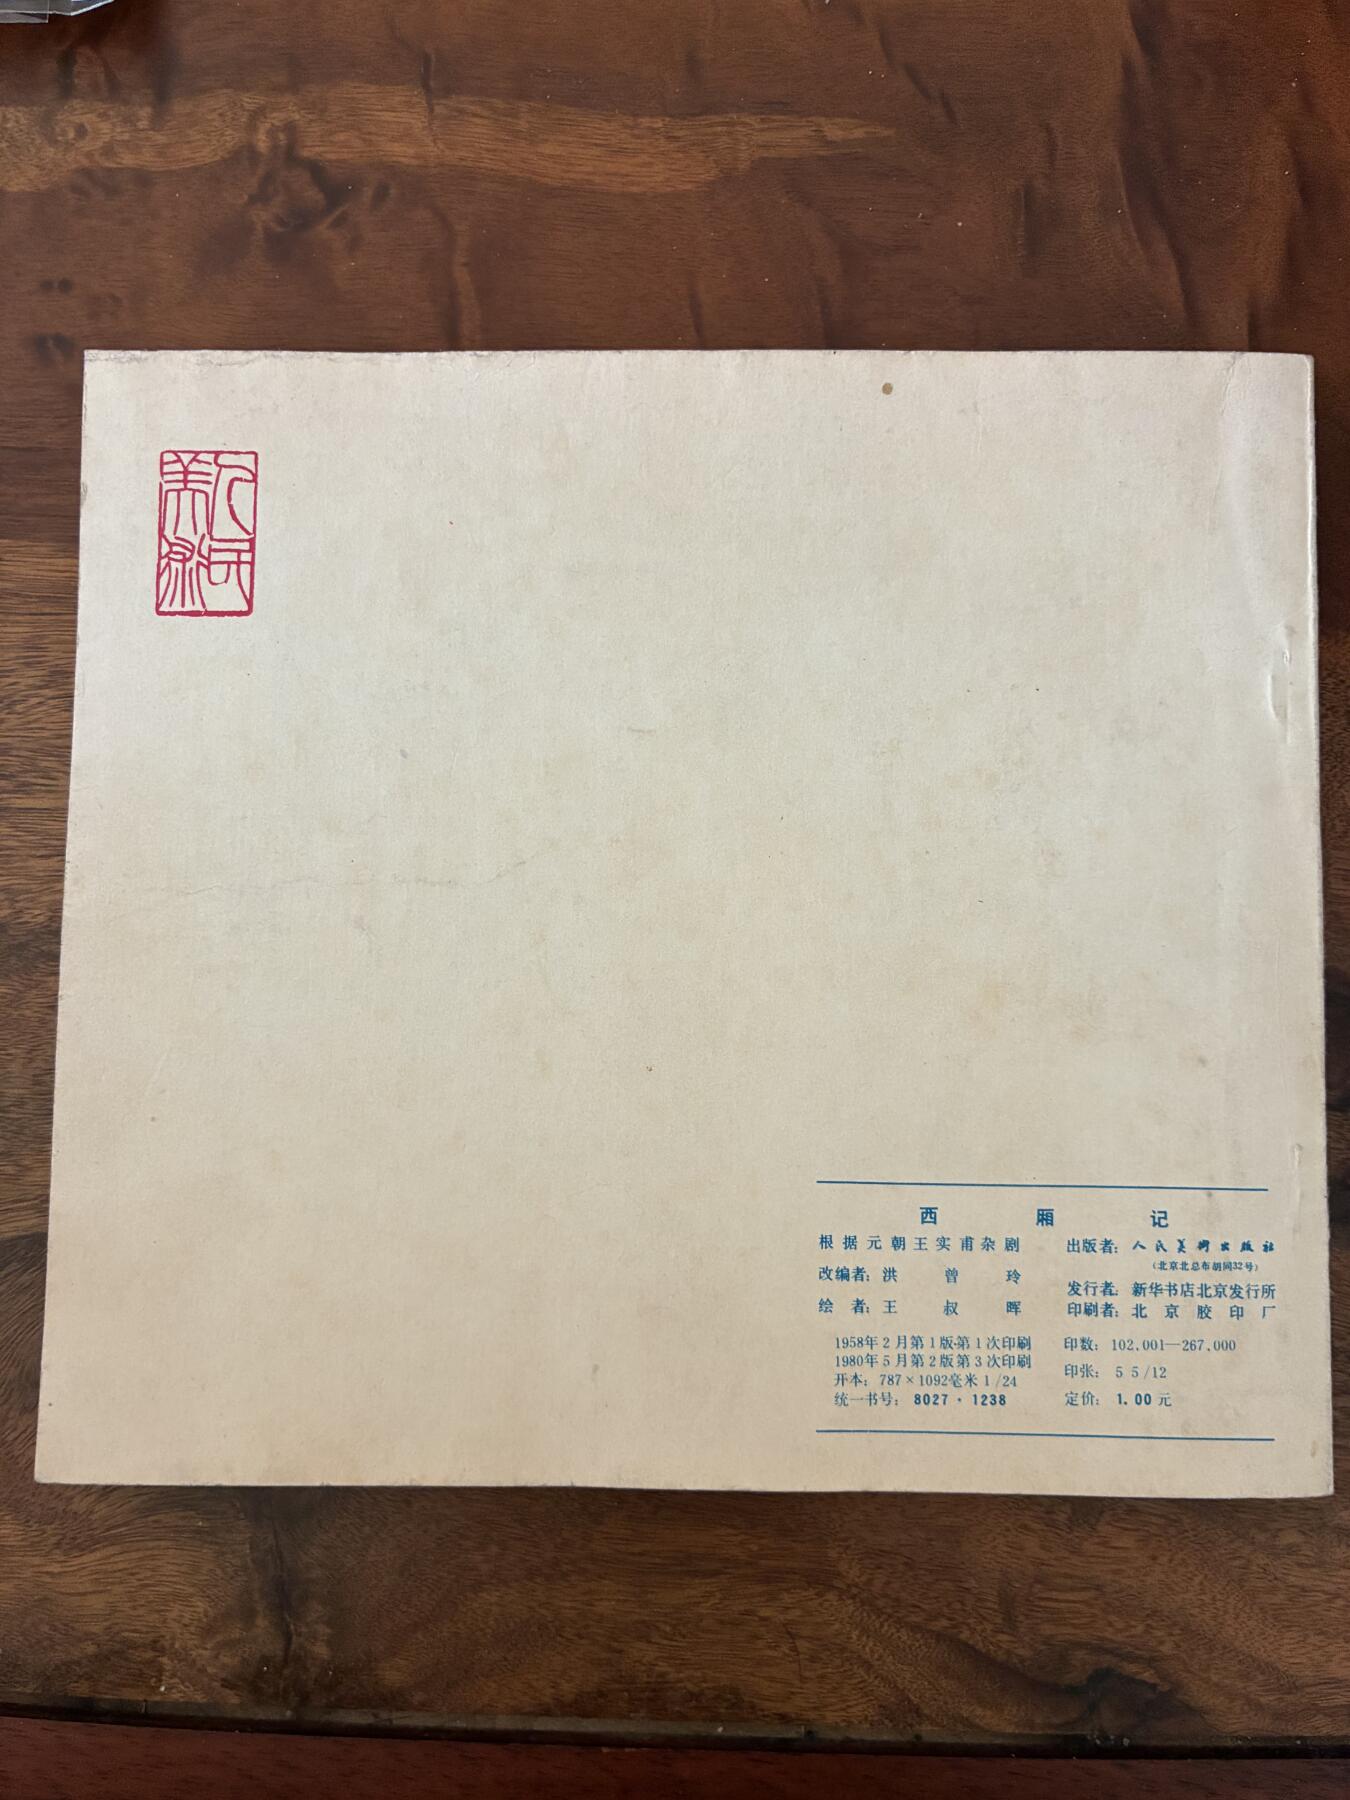 人民
美术
西厢记
根据元朝王实甫杂剧
改编者：洪曾玲
绘者：王叔晖
出版者：人民美術出版社
（北京北总布胡同32号）
发行者：新华书店北京发行所
印刷者：北京胶印厂
1958年2月第1版·第1次印刷
1980年5月第2版第3次印刷
开本：787×1092毫米1/24
统一书号：8027·1238
印数：102,001—267,000
印张：5 5/12
定价：1.00元